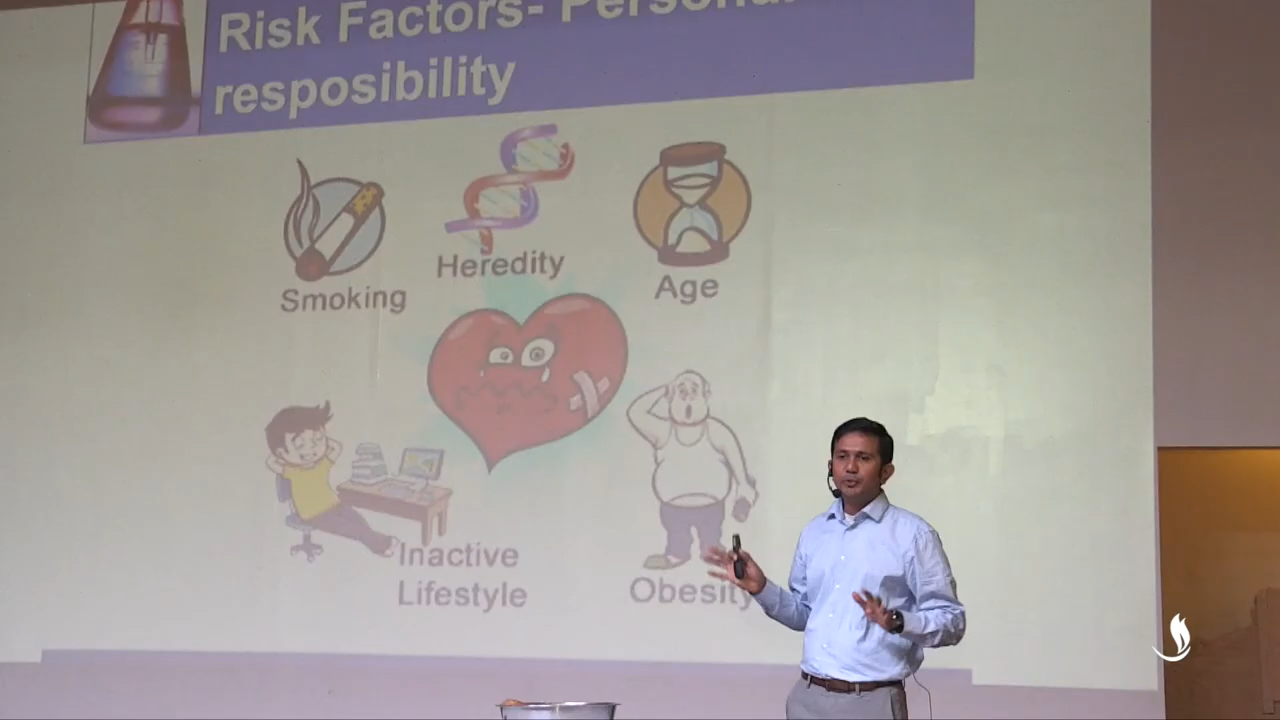 Risk Factors- Personal
resposibility
Heredity
Age
Smoking
Inactive
Lifestyle
Obesity